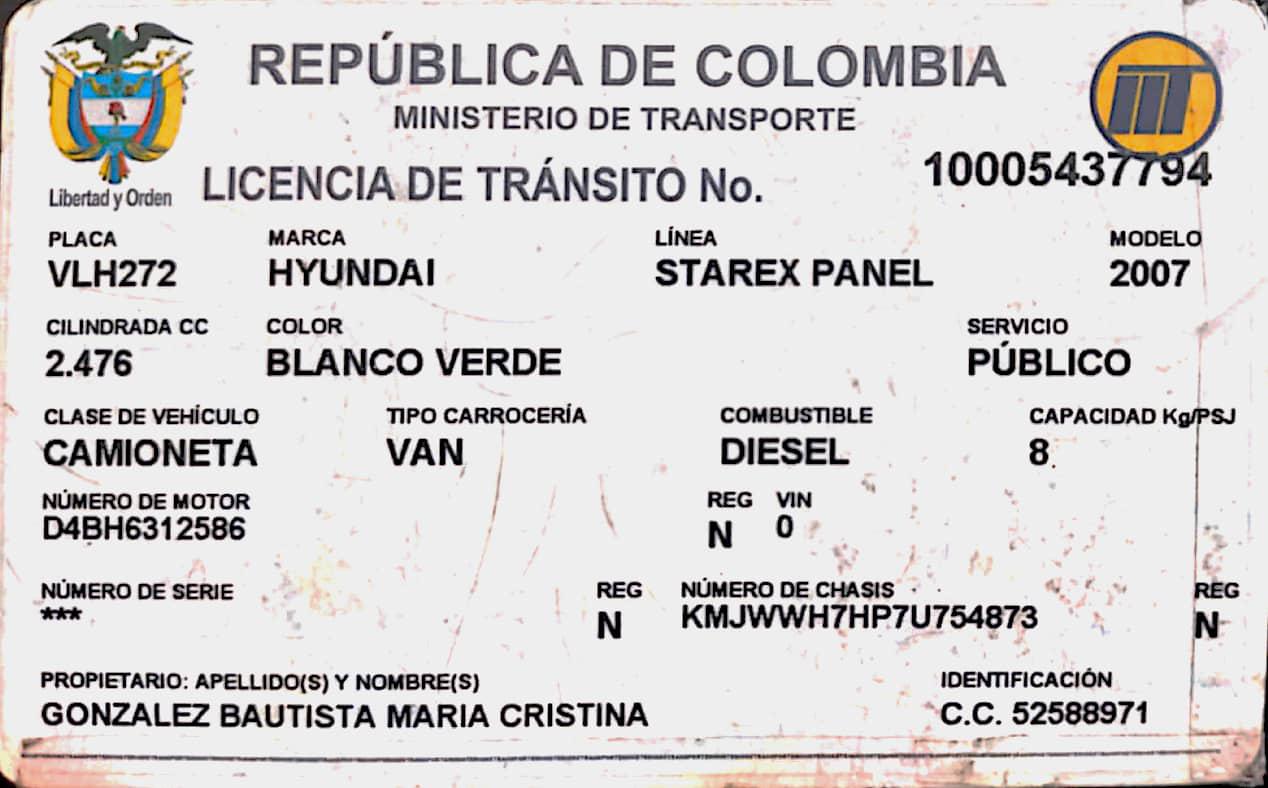 REPÚBLICA DE COLOMBIA
MINISTERIO DE TRANSPORTE
Libertad y Orden
LICENCIA DE TRÁNSITO No. 10005437794
PLACA MARCA LÍNEA MODELO
VLH272 HYUNDAI STAREX PANEL 2007
CILINDRADA CC COLOR SERVICIO
2.476 BLANCO VERDE PÚBLICO
CLASE DE VEHÍCULO TIPO CARROCERÍA COMBUSTIBLE CAPACIDAD Kg/PSJ
CAMIONETA VAN DIESEL 8
NÚMERO DE MOTOR REG VIN
D4BH6312586 N 0
NÚMERO DE SERIE REG NÚMERO DE CHASIS REG
*** N KMJWWH7HP7U754873 N
PROPIETARIO: APELLIDO(S) Y NOMBRE(S) IDENTIFICACIÓN
GONZALEZ BAUTISTA MARIA CRISTINA C.C. 52588971